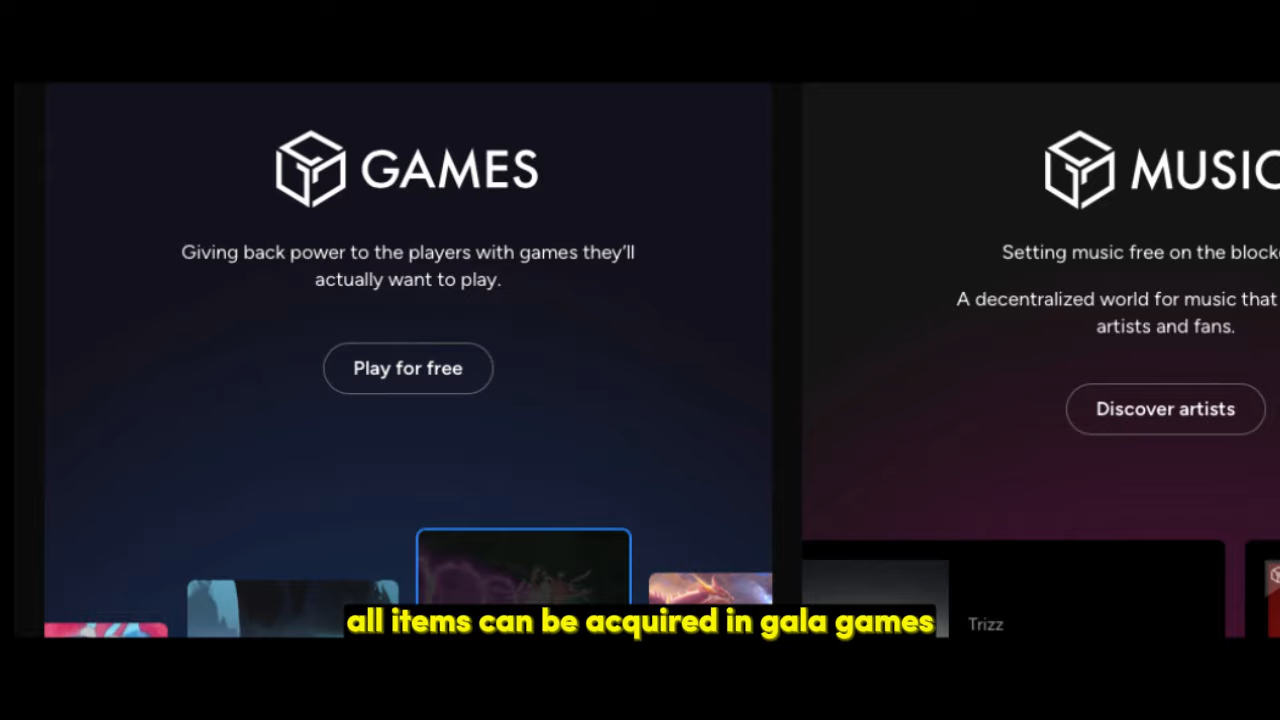 GAMES
Giving back power to the players with games they'll
actually want to play.
Play for free
MUSIC
Setting music free on the
A decentralized world for music that
artists and fans.
Discover artists
Trizz
all items can be acquired in gala games